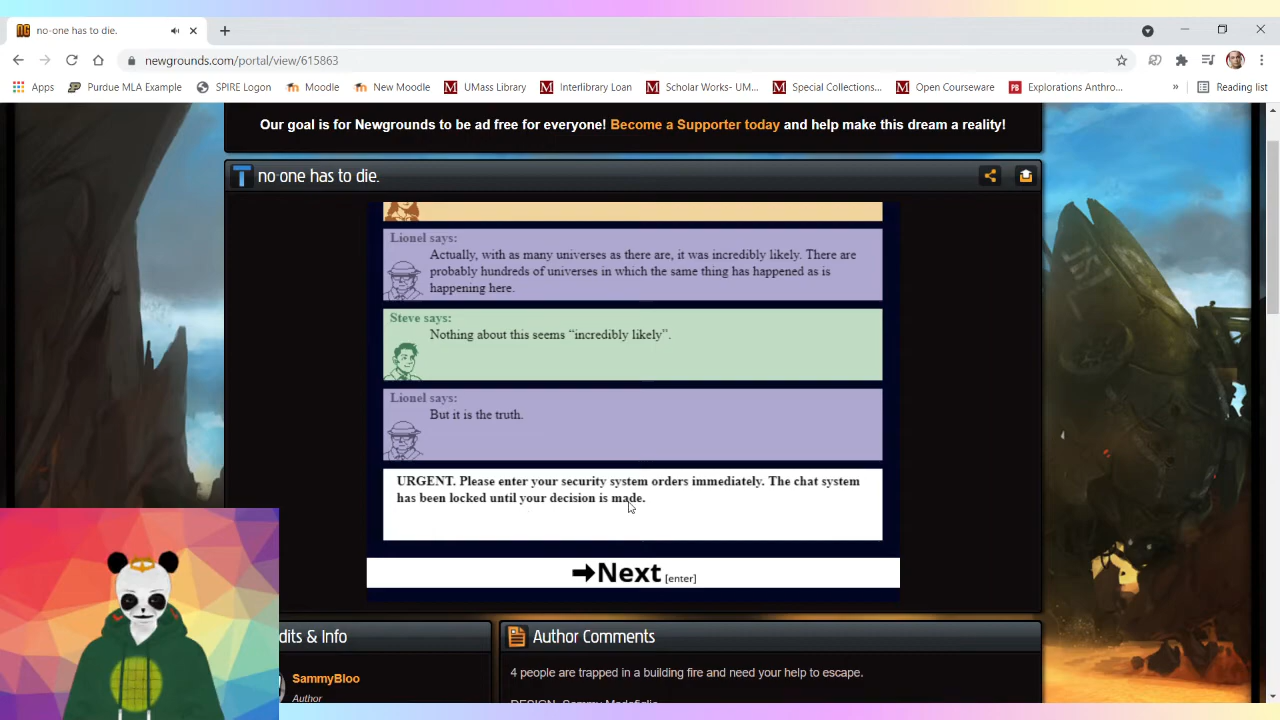 no-one has to die.
newgrounds.com/portal/view/615863
Apps Purdue MLA Example SPIRE Logon Moodle New Moodle UMass Library Interlibrary Loan Scholar Works- UM... Special Collections... Open Courseware Explorations Anthro... » Reading list
Our goal is for Newgrounds to be ad free for everyone! Become a Supporter today and help make this dream a reality!
no-one has to die.
Lionel says:
Actually, with as many universes as there are, it was incredibly likely. There are
probably hundreds of universes in which the same thing has happened as is
happening here.
Steve says:
Nothing about this seems “incredibly likely”.
Lionel says:
But it is the truth.
URGENT. Please enter your security system orders immediately. The chat system
has been locked until your decision is made.
➡Next [enter]
dits & Info
SammyBloo
Author
Author Comments
4 people are trapped in a building fire and need your help to escape.